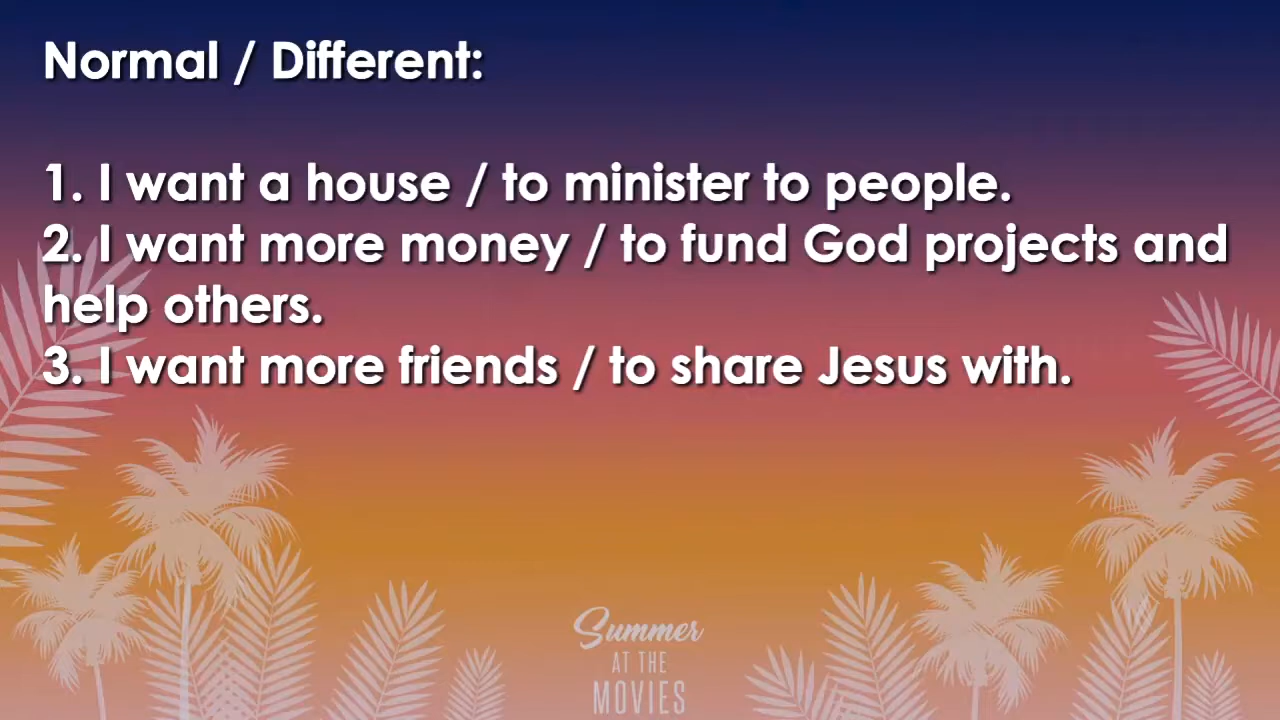 Normal / Different:
1. I want a house / to minister to people.
2. I want more money / to fund God projects and
help others.
3. I want more friends / to share Jesus with.
Summer
AT THE
MOVIES